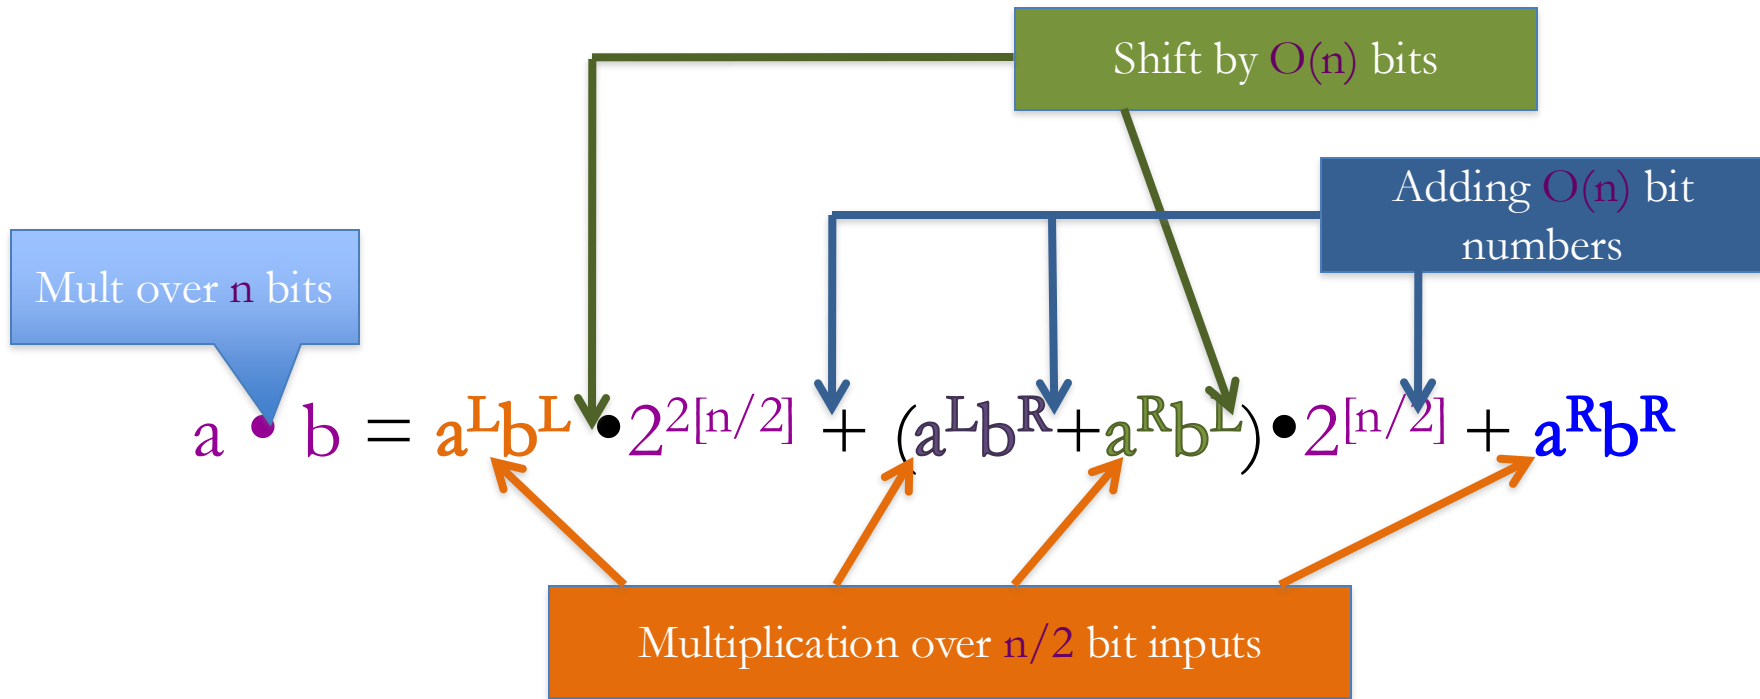 Shift by O(n) bits
Adding O(n) bit
numbers
Mult over n bits
a • b = aᴸbᴸ • 2²[n/2] + (aᴸbᴿ+aᴿbᴸ) • 2[n/2] + aᴿbᴿ
Multiplication over n/2 bit inputs